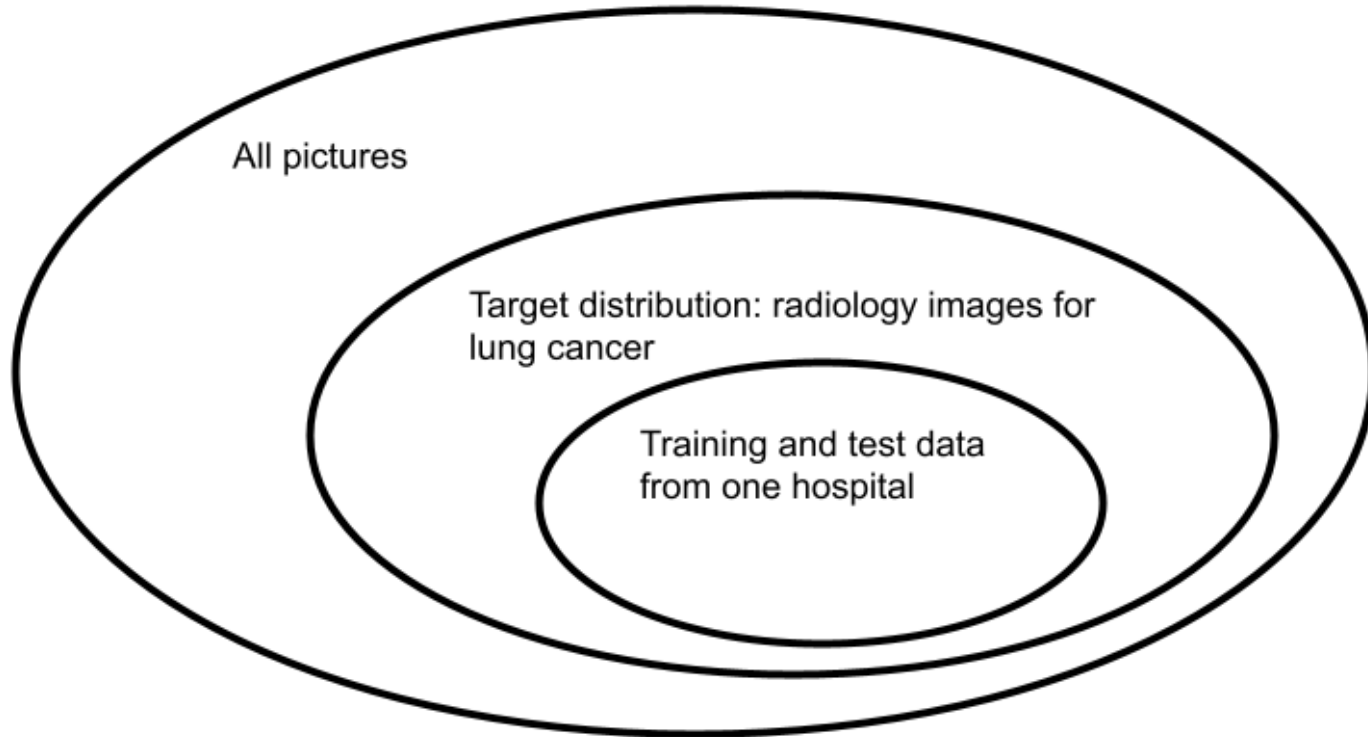 All pictures
Target distribution: radiology images for
lung cancer
Training and test data
from one hospital